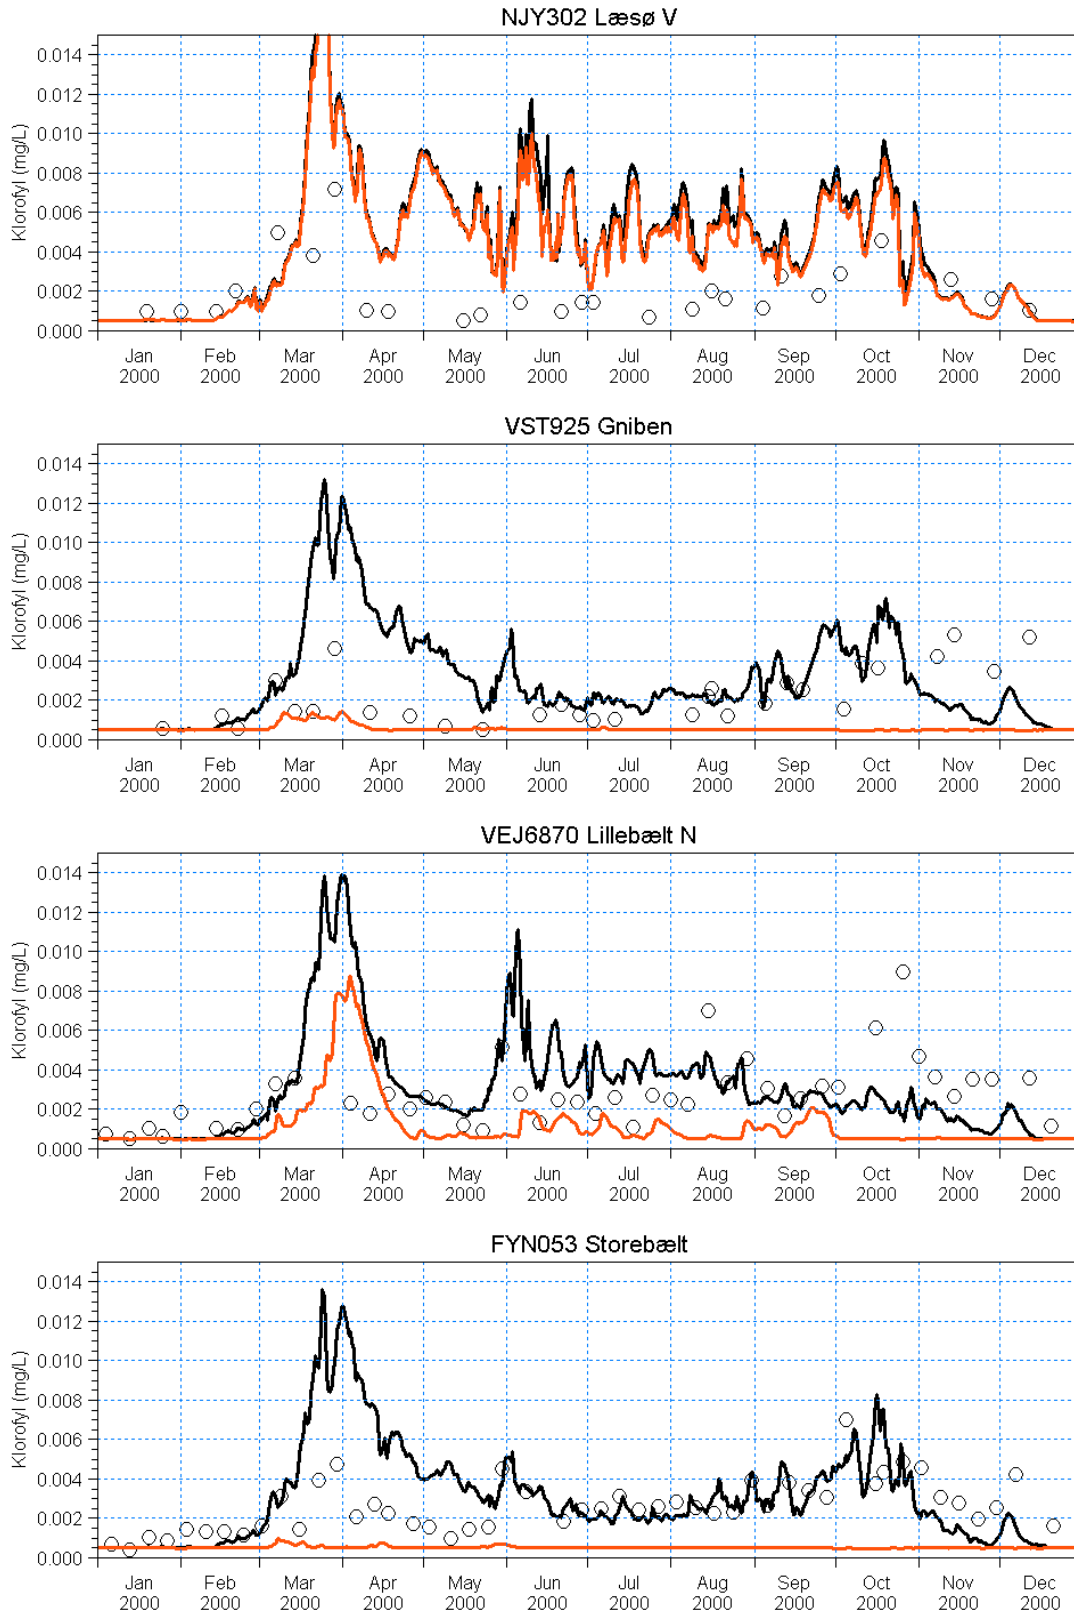 NJY302 Læsø V
Klorofyl (mg/L)
0.014
0.012
0.010
0.008
0.006
0.004
0.002
0.000
Jan Feb Mar Apr May Jun Jul Aug Sep Oct Nov Dec
2000 2000 2000 2000 2000 2000 2000 2000 2000 2000 2000 2000
VST925 Gniben
Klorofyl (mg/L)
0.014
0.012
0.010
0.008
0.006
0.004
0.002
0.000
Jan Feb Mar Apr May Jun Jul Aug Sep Oct Nov Dec
2000 2000 2000 2000 2000 2000 2000 2000 2000 2000 2000 2000
VEJ6870 Lillebælt N
Klorofyl (mg/L)
0.014
0.012
0.010
0.008
0.006
0.004
0.002
0.000
Jan Feb Mar Apr May Jun Jul Aug Sep Oct Nov Dec
2000 2000 2000 2000 2000 2000 2000 2000 2000 2000 2000 2000
FYN053 Storebælt
Klorofyl (mg/L)
0.014
0.012
0.010
0.008
0.006
0.004
0.002
0.000
Jan Feb Mar Apr May Jun Jul Aug Sep Oct Nov Dec
2000 2000 2000 2000 2000 2000 2000 2000 2000 2000 2000 2000